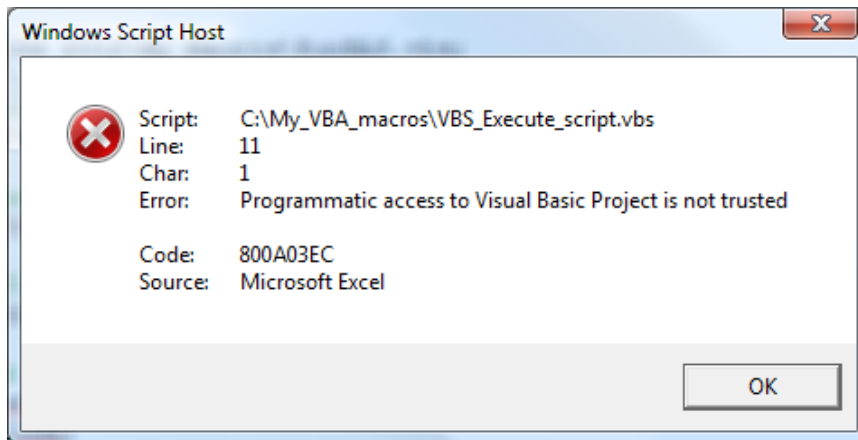 Windows Script Host
Script: C:\My_VBA_macros\VBS_Execute_script.vbs
Line: 11
Char: 1
Error: Programmatic access to Visual Basic Project is not trusted
Code: 800A03EC
Source: Microsoft Excel
OK